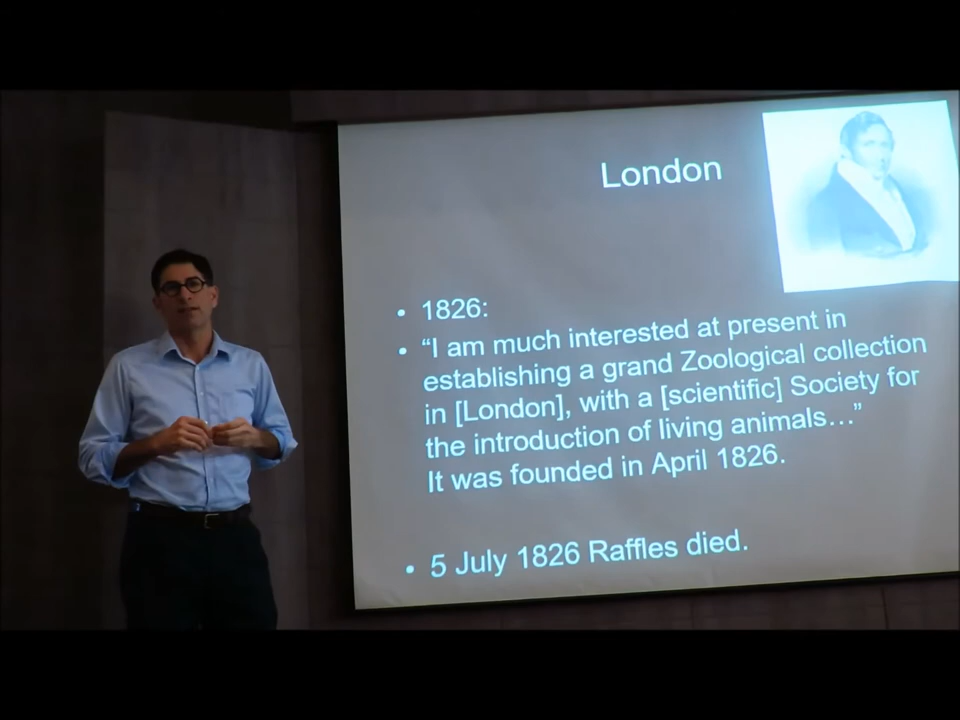 London
• 1826:
• “I am much interested at present in
establishing a grand Zoological collection
in [London], with a [scientific] Society for
the introduction of living animals…”
It was founded in April 1826.
• 5 July 1826 Raffles died.